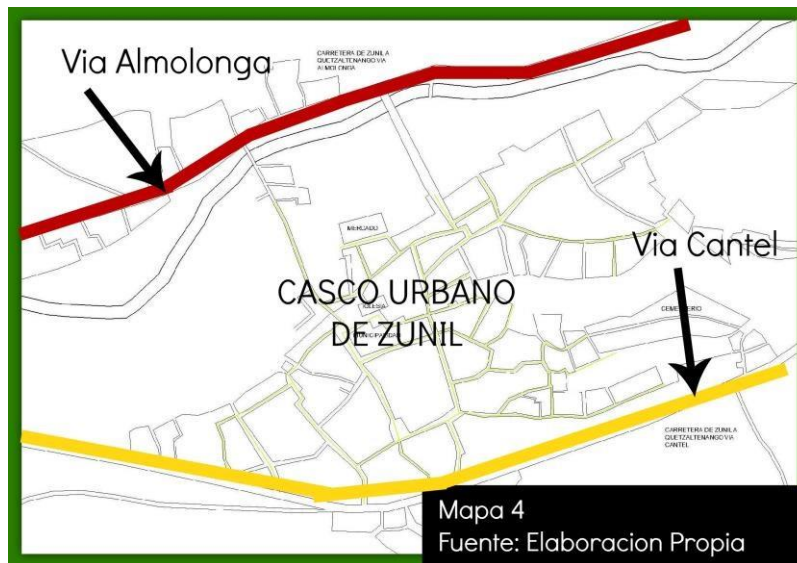 Via Almolonga
CARRETERA DE ZUNIL A
QUETZALTENANGO VIA
ALMOLONGA
MERCADO
Via Cantel
CASCO URBANO
DE ZUNIL
IGLESIA
MUNICIPALIDAD
CEMENTERIO
CARRETERA DE ZUNIL A
QUETZALTENANGO VIA
CANTEL
Mapa 4
Fuente: Elaboracion Propia